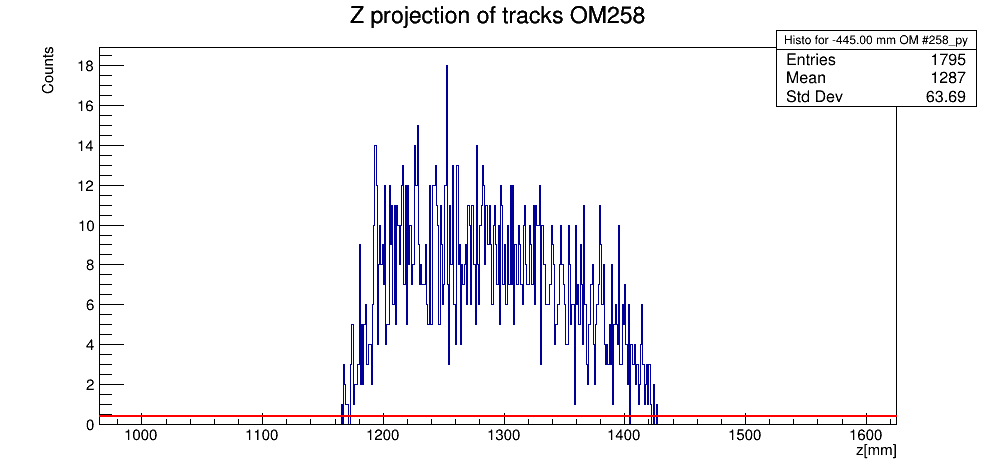 Z projection of tracks OM258
Histo for -445.00 mm OM #258_py
Entries 1795
Mean 1287
Std Dev 63.69
Counts
18
16
14
12
10
8
6
4
2
0
1000 1100 1200 1300 1400 1500 1600
z[mm]